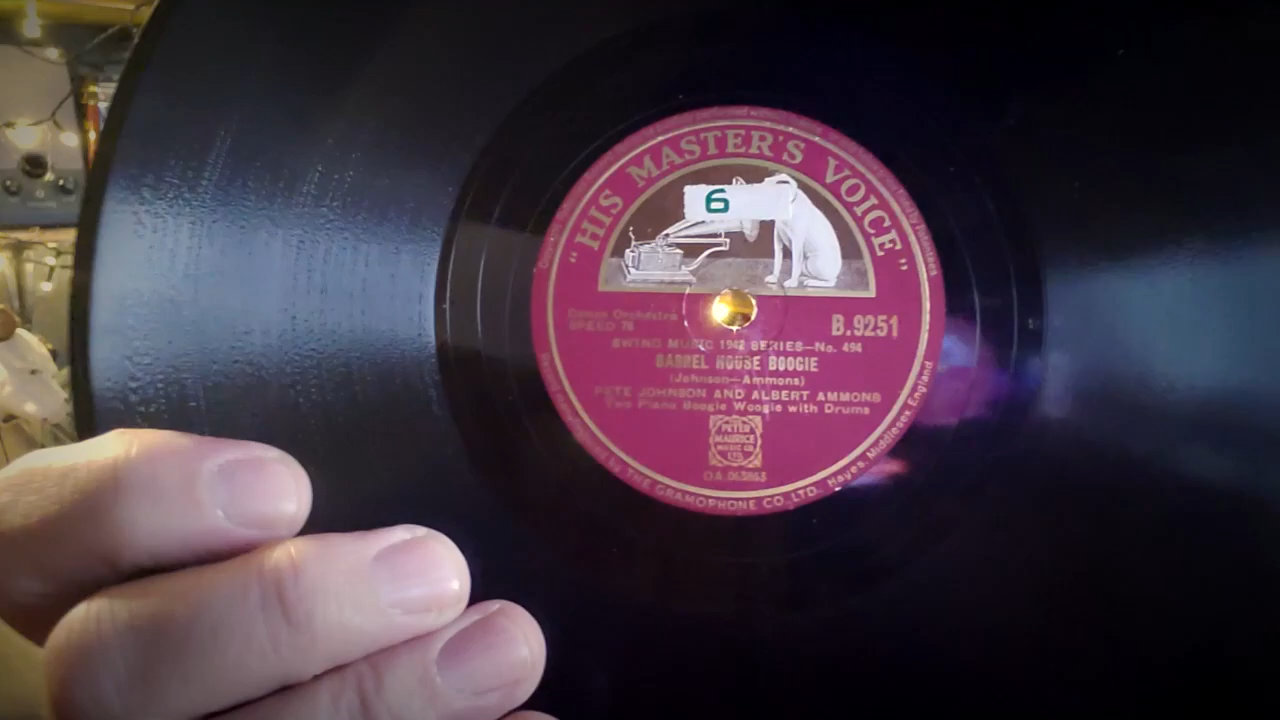 "HIS MASTER'S VOICE"
6
Dance Orchestra
SPEED 78
B.9251
SWING MUSIC 1942 SERIES—No. 494
BARREL HOUSE BOOGIE
(Johnson—Ammons)
PETE JOHNSON AND ALBERT AMMONS
Two Piano Boogie Woogie with Drums
PETER
MAURICE
MUSIC CO.
LTD.
OA.063863
by THE GRAMOPHONE CO. LTD. Hayes, Middlesex, England